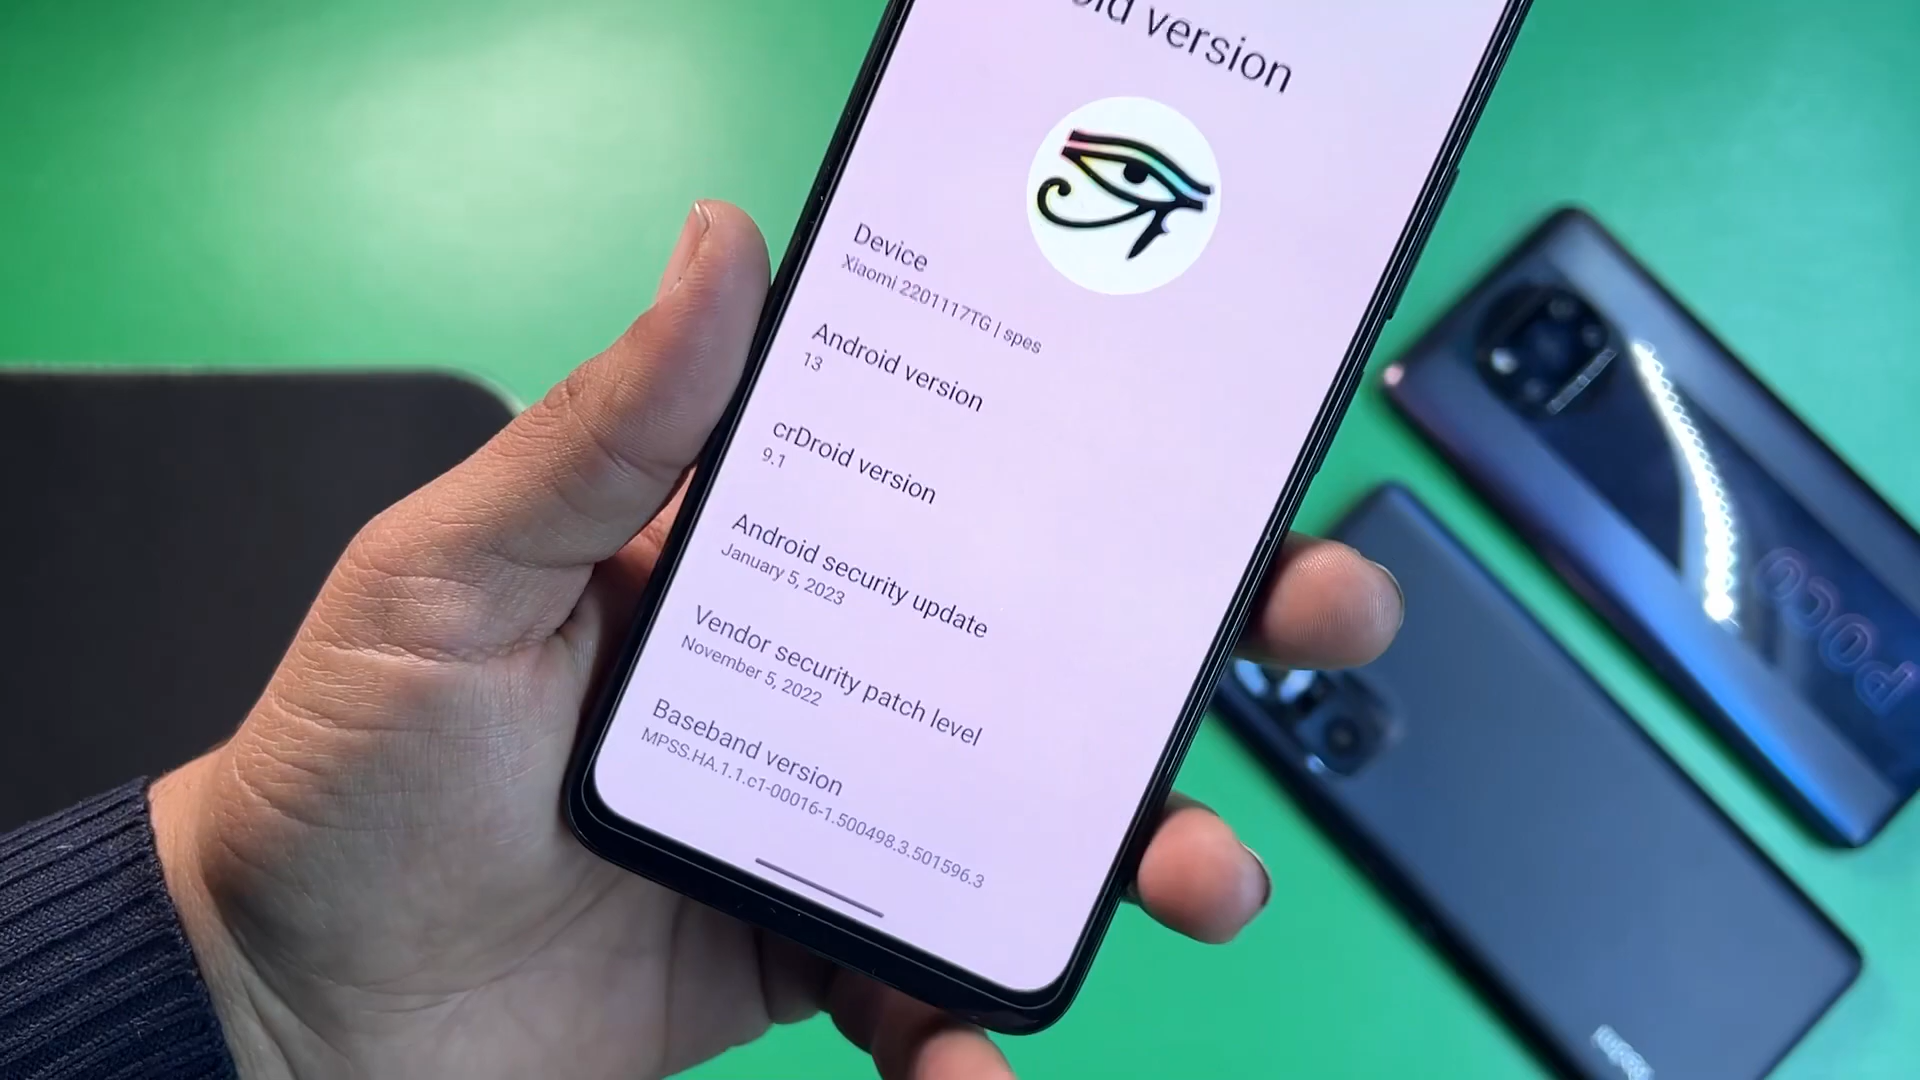 oid version
Device
Xiaomi 2201117TG | spes
Android version
13
crDroid version
9.1
Android security update
January 5, 2023
Vendor security patch level
November 5, 2022
Baseband version
MPSS.HA.1.1.c1-00016-1.500498.3.501596.3
POCO
Redmi